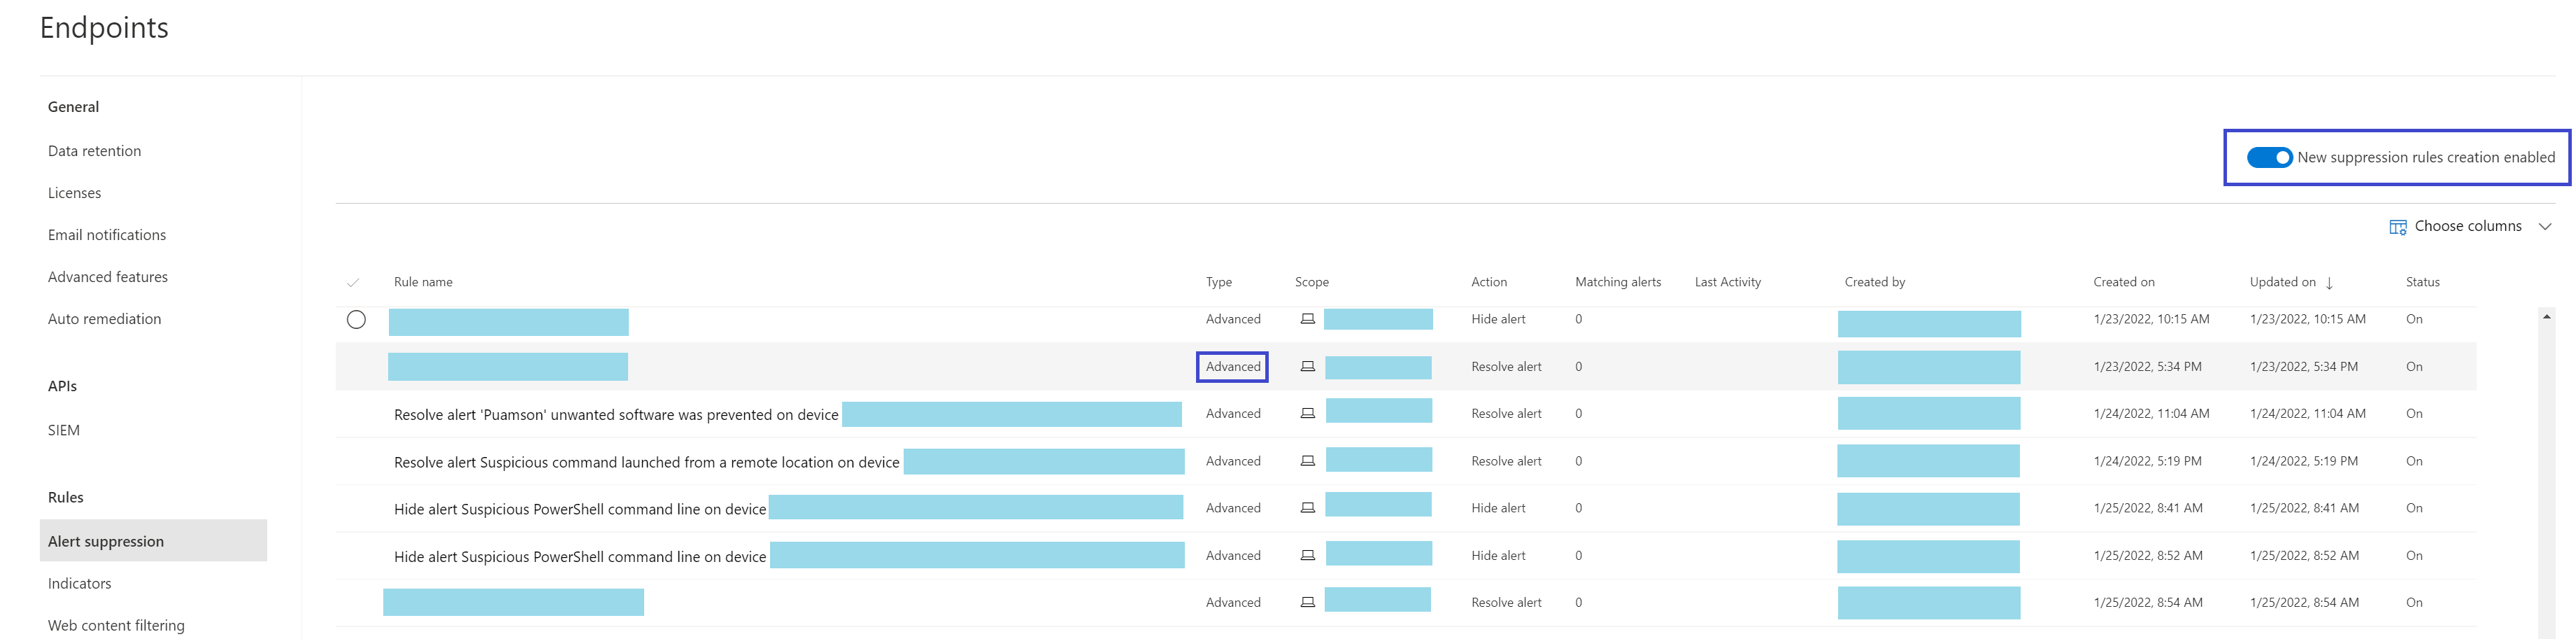 Endpoints
General
Data retention
Licenses
Email notifications
Advanced features
Auto remediation
APIs
SIEM
Rules
Alert suppression
Indicators
Web content filtering
New suppression rules creation enabled
Choose columns
Rule name Type Scope Action Matching alerts Last Activity Created by Created on Updated on ↓ Status
Advanced Hide alert 0 1/23/2022, 10:15 AM 1/23/2022, 10:15 AM On
Advanced Resolve alert 0 1/23/2022, 5:34 PM 1/23/2022, 5:34 PM On
Resolve alert 'Puamson' unwanted software was prevented on device Advanced Resolve alert 0 1/24/2022, 11:04 AM 1/24/2022, 11:04 AM On
Resolve alert Suspicious command launched from a remote location on device Advanced Resolve alert 0 1/24/2022, 5:19 PM 1/24/2022, 5:19 PM On
Hide alert Suspicious PowerShell command line on device Advanced Hide alert 0 1/25/2022, 8:41 AM 1/25/2022, 8:41 AM On
Hide alert Suspicious PowerShell command line on device Advanced Hide alert 0 1/25/2022, 8:52 AM 1/25/2022, 8:52 AM On
Advanced Resolve alert 0 1/25/2022, 8:54 AM 1/25/2022, 8:54 AM On